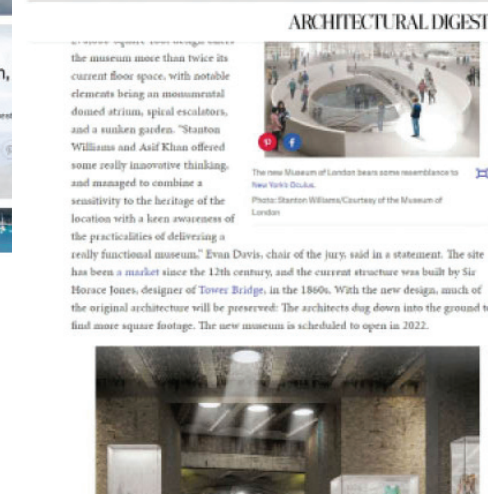 ARCHITECTURAL DIGEST
the museum more than twice its
current floor space, with notable
elements being an monumental
domed atrium, spiral escalators,
and a sunken garden. "Stanton
Williams and Asif Khan offered
some really innovative thinking,
and managed to combine a
sensitivity to the heritage of the
location with a keen awareness of
the practicalities of delivering a
The new Museum of London bears some resemblance to
New York's Oculus.
Photo: Stanton Williams/Courtesy of the Museum of
London
really functional museum," Evan Davis, chair of the jury, said in a statement. The site
has been a market since the 12th century, and the current structure was built by Sir
Horace Jones, designer of Tower Bridge, in the 1860s. With the new design, much of
the original architecture will be preserved: The architects dug down into the ground to
find more square footage. The new museum is scheduled to open in 2022.